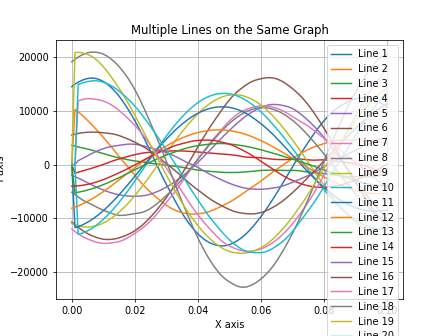 Multiple Lines on the Same Graph
20000
10000
0
−10000
−20000
0.00
0.02
0.04
0.06
X axis
Line 1
Line 2
Line 3
Line 4
Line 5
Line 6
Line 7
Line 8
Line 9
Line 10
Line 11
Line 12
Line 13
Line 14
Line 15
Line 16
Line 17
Line 18
Line 19
Line 20